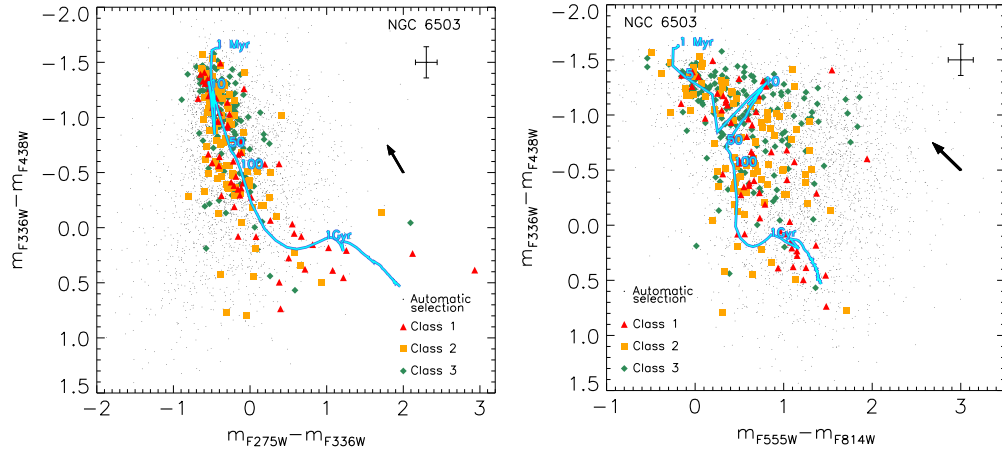 NGC 6503
−2.0
−1.5
−1.0
−0.5
0.0
0.5
1.0
1.5
m_F336W−m_F438W
1 Myr
10
50
100
1Gyr
Automatic
selection
Class 1
Class 2
Class 3
−2 −1 0 1 2 3
m_F275W−m_F336W
NGC 6503
−2.0
−1.5
−1.0
−0.5
0.0
0.5
1.0
1.5
m_F336W−m_F438W
1 Myr
5
50
100
1Gyr
Automatic
selection
Class 1
Class 2
Class 3
−1 0 1 2 3
m_F555W−m_F814W